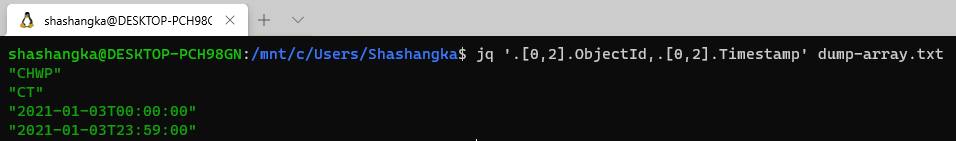 shashangka@DESKTOP-PCH98G
shashangka@DESKTOP-PCH98GN:/mnt/c/Users/Shashangka$ jq '.[0,2].ObjectId,.[0,2].Timestamp' dump-array.txt
"CHWP"
"CT"
"2021-01-03T00:00:00"
"2021-01-03T23:59:00"